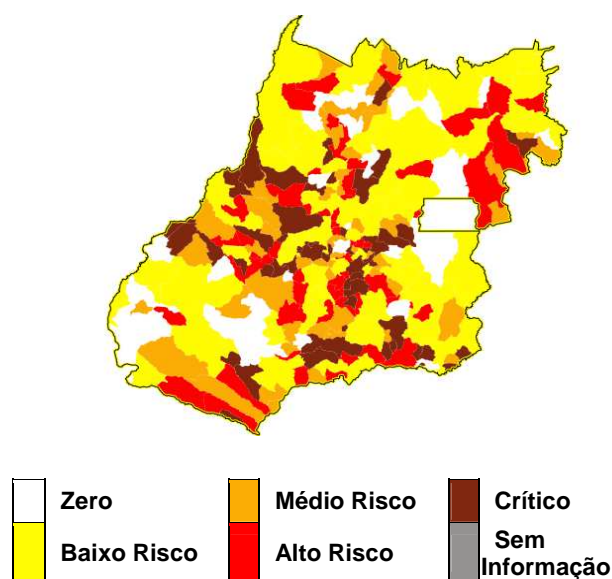 Zero
Médio Risco
Crítico
Baixo Risco
Alto Risco
Sem
Informação